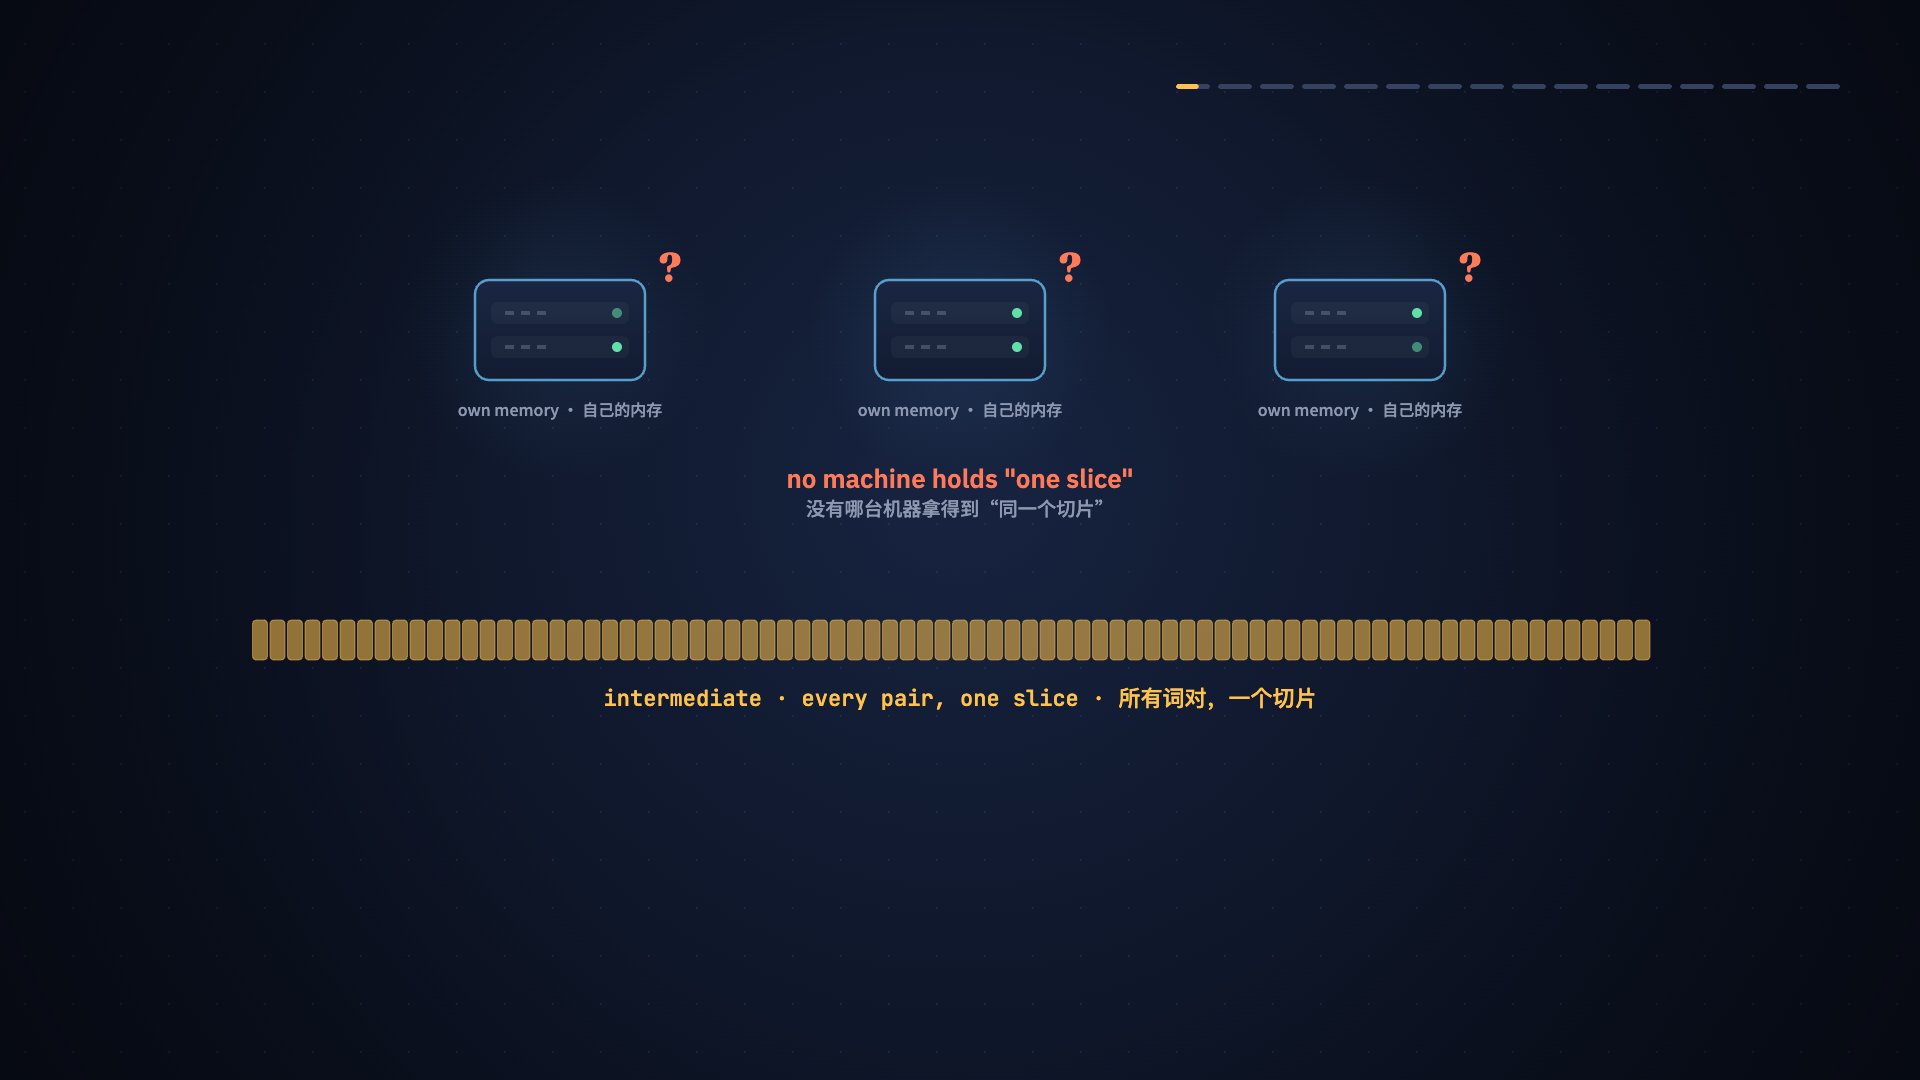 ?
?
?
own memory · 自己的内存
own memory · 自己的内存
own memory · 自己的内存
no machine holds "one slice"
没有哪台机器拿得到“同一个切片”
intermediate · every pair, one slice · 所有词对，一个切片